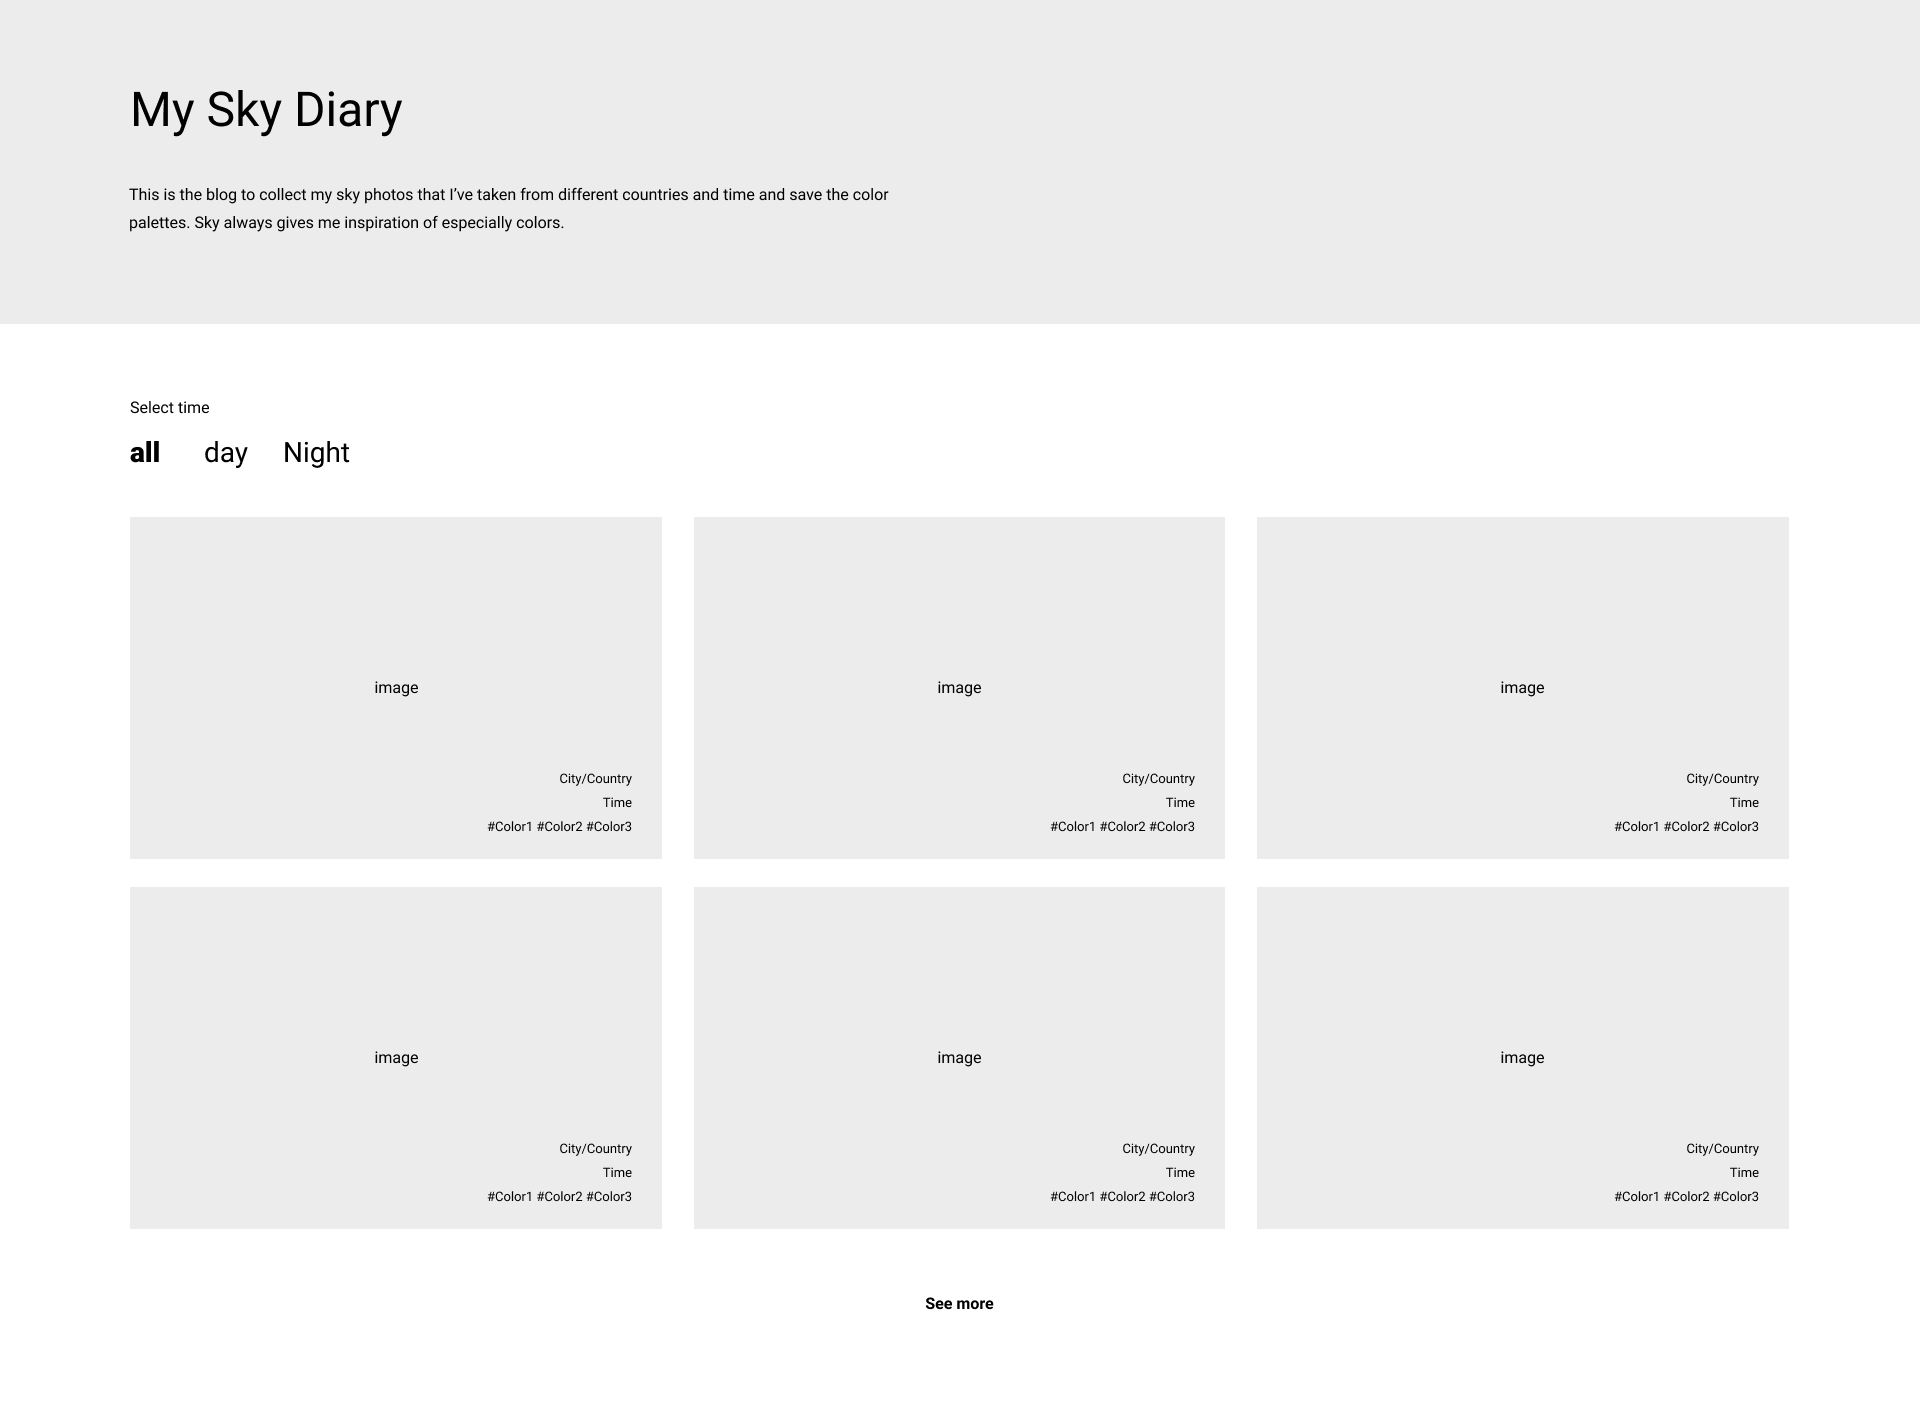 My Sky Diary
This is the blog to collect my sky photos that I’ve taken from different countries and time and save the color
palettes. Sky always gives me inspiration of especially colors.
Select time
all day Night
image
City/Country
Time
#Color1 #Color2 #Color3
image
City/Country
Time
#Color1 #Color2 #Color3
image
City/Country
Time
#Color1 #Color2 #Color3
image
City/Country
Time
#Color1 #Color2 #Color3
image
City/Country
Time
#Color1 #Color2 #Color3
image
City/Country
Time
#Color1 #Color2 #Color3
See more